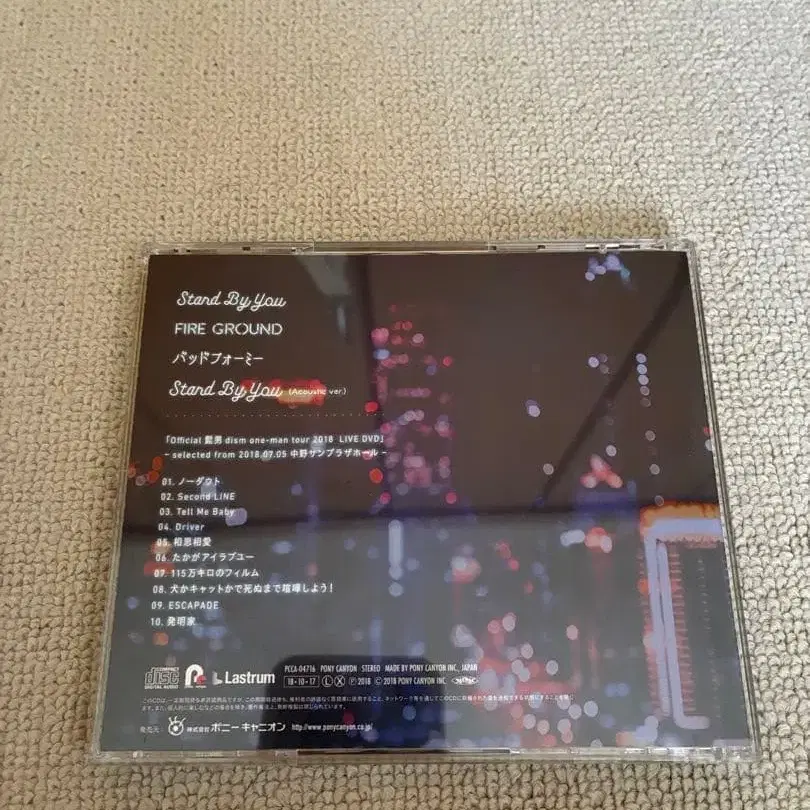 Stand By You
FIRE GROUND
バッドフォーミー
Stand By You (Acoustic ver.)
「Official 髭男 dism one-man tour 2018 LIVE DVD」
- selected from 2018.07.05 中野サンプラザホール -
01. ノーダウト
02. Second LINE
03. Tell Me Baby
04. Driver
05. 相思相愛
06. たかがアイラブユー
07. 115万キロのフィルム
08. 犬かキャットかで死ぬまで喧嘩しよう！
09. ESCAPADE
10. 発明家
COMPACT
disc
DIGITAL AUDIO
Lastrum
PCCA-04716 PONY CANYON STEREO MADE BY PONY CANYON INC., JAPAN
18・10・17 L X ℗ 2018 © 2018 PONY CANYON INC.
発売元： 株式会社 ポニーキャニオン http://www.ponycanyon.co.jp/